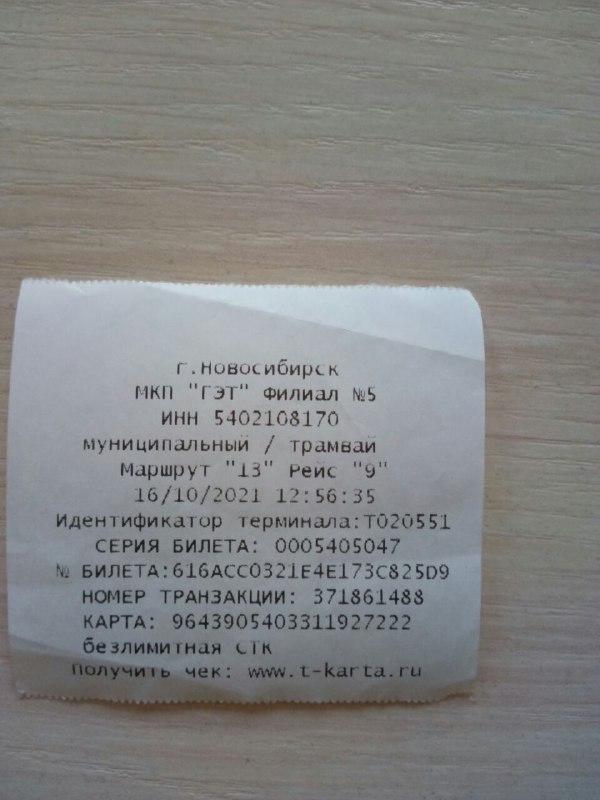 г.Новосибирск
МКП "ГЭТ" Филиал №5
ИНН 5402108170
муниципальный / трамвай
Маршрут "13" Рейс "9"
16/10/2021 12:56:35
Идентификатор терминала:T020551
СЕРИЯ БИЛЕТА: 0005405047
№ БИЛЕТА:616ACC0321E4E173C825D9
НОМЕР ТРАНЗАКЦИИ: 371861488
КАРТА: 9643905403311927222
безлимитная СТК
Получить чек: www.t-karta.ru